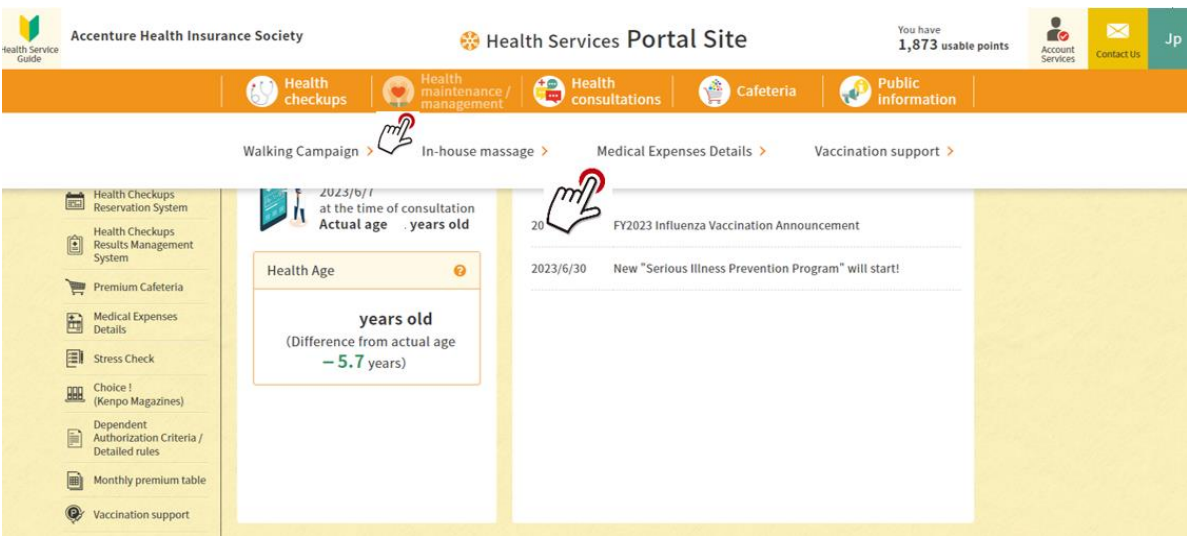 Health Service
Guide
Accenture Health Insurance Society
Health Services Portal Site
You have
1,873 usable points
Account
Services
Contact Us
Jp
Health
checkups
Health
maintenance /
management
Health
consultations
Cafeteria
Public
information
Walking Campaign >
In-house massage >
Medical Expenses Details >
Vaccination support >
Health Checkups
Reservation System
Health Checkups
Results Management
System
Premium Cafeteria
Medical Expenses
Details
Stress Check
Choice !
(Kenpo Magazines)
Dependent
Authorization Criteria /
Detailed rules
Monthly premium table
Vaccination support
2023/6/7
at the time of consultation
Actual age . years old
Health Age ?
years old
(Difference from actual age
－5.7 years)
20 FY2023 Influenza Vaccination Announcement
2023/6/30 New "Serious Illness Prevention Program" will start!